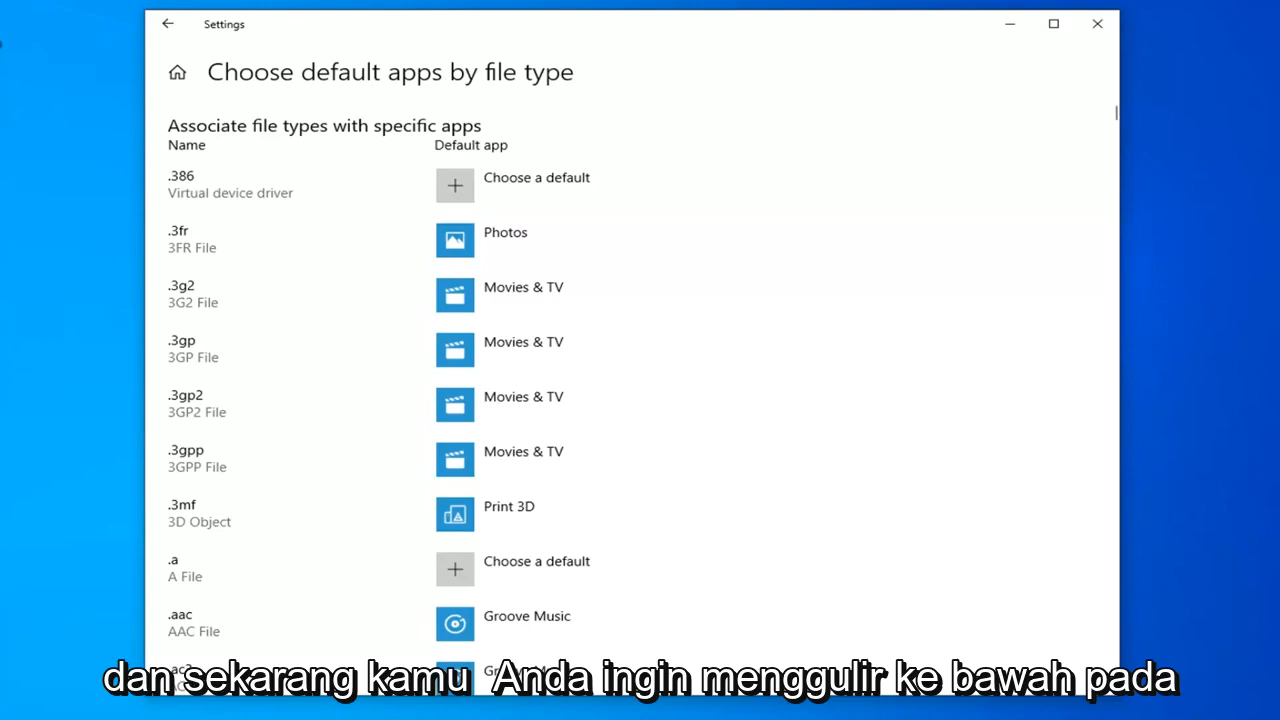 Settings
Choose default apps by file type
Associate file types with specific apps
Name Default app
.386 Choose a default
Virtual device driver
.3fr Photos
3FR File
.3g2 Movies & TV
3G2 File
.3gp Movies & TV
3GP File
.3gp2 Movies & TV
3GP2 File
.3gpp Movies & TV
3GPP File
.3mf Print 3D
3D Object
.a Choose a default
A File
.aac Groove Music
AAC File
dan sekarang kamu Anda ingin menggulir ke bawah pada